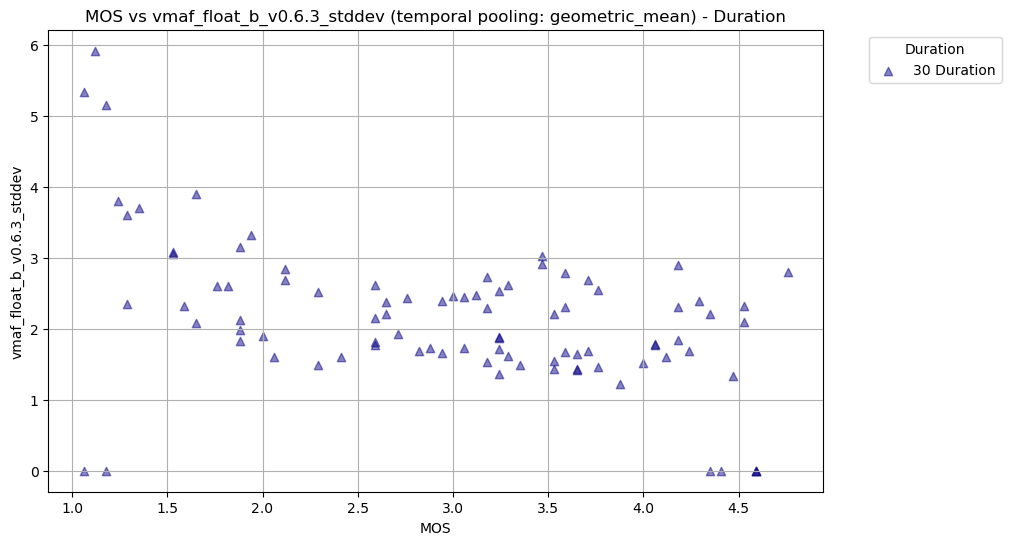 MOS vs vmaf_float_b_v0.6.3_stddev (temporal pooling: geometric_mean) - Duration
Duration
30 Duration
vmaf_float_b_v0.6.3_stddev
6
5
4
3
2
1
0
1.0 1.5 2.0 2.5 3.0 3.5 4.0 4.5
MOS